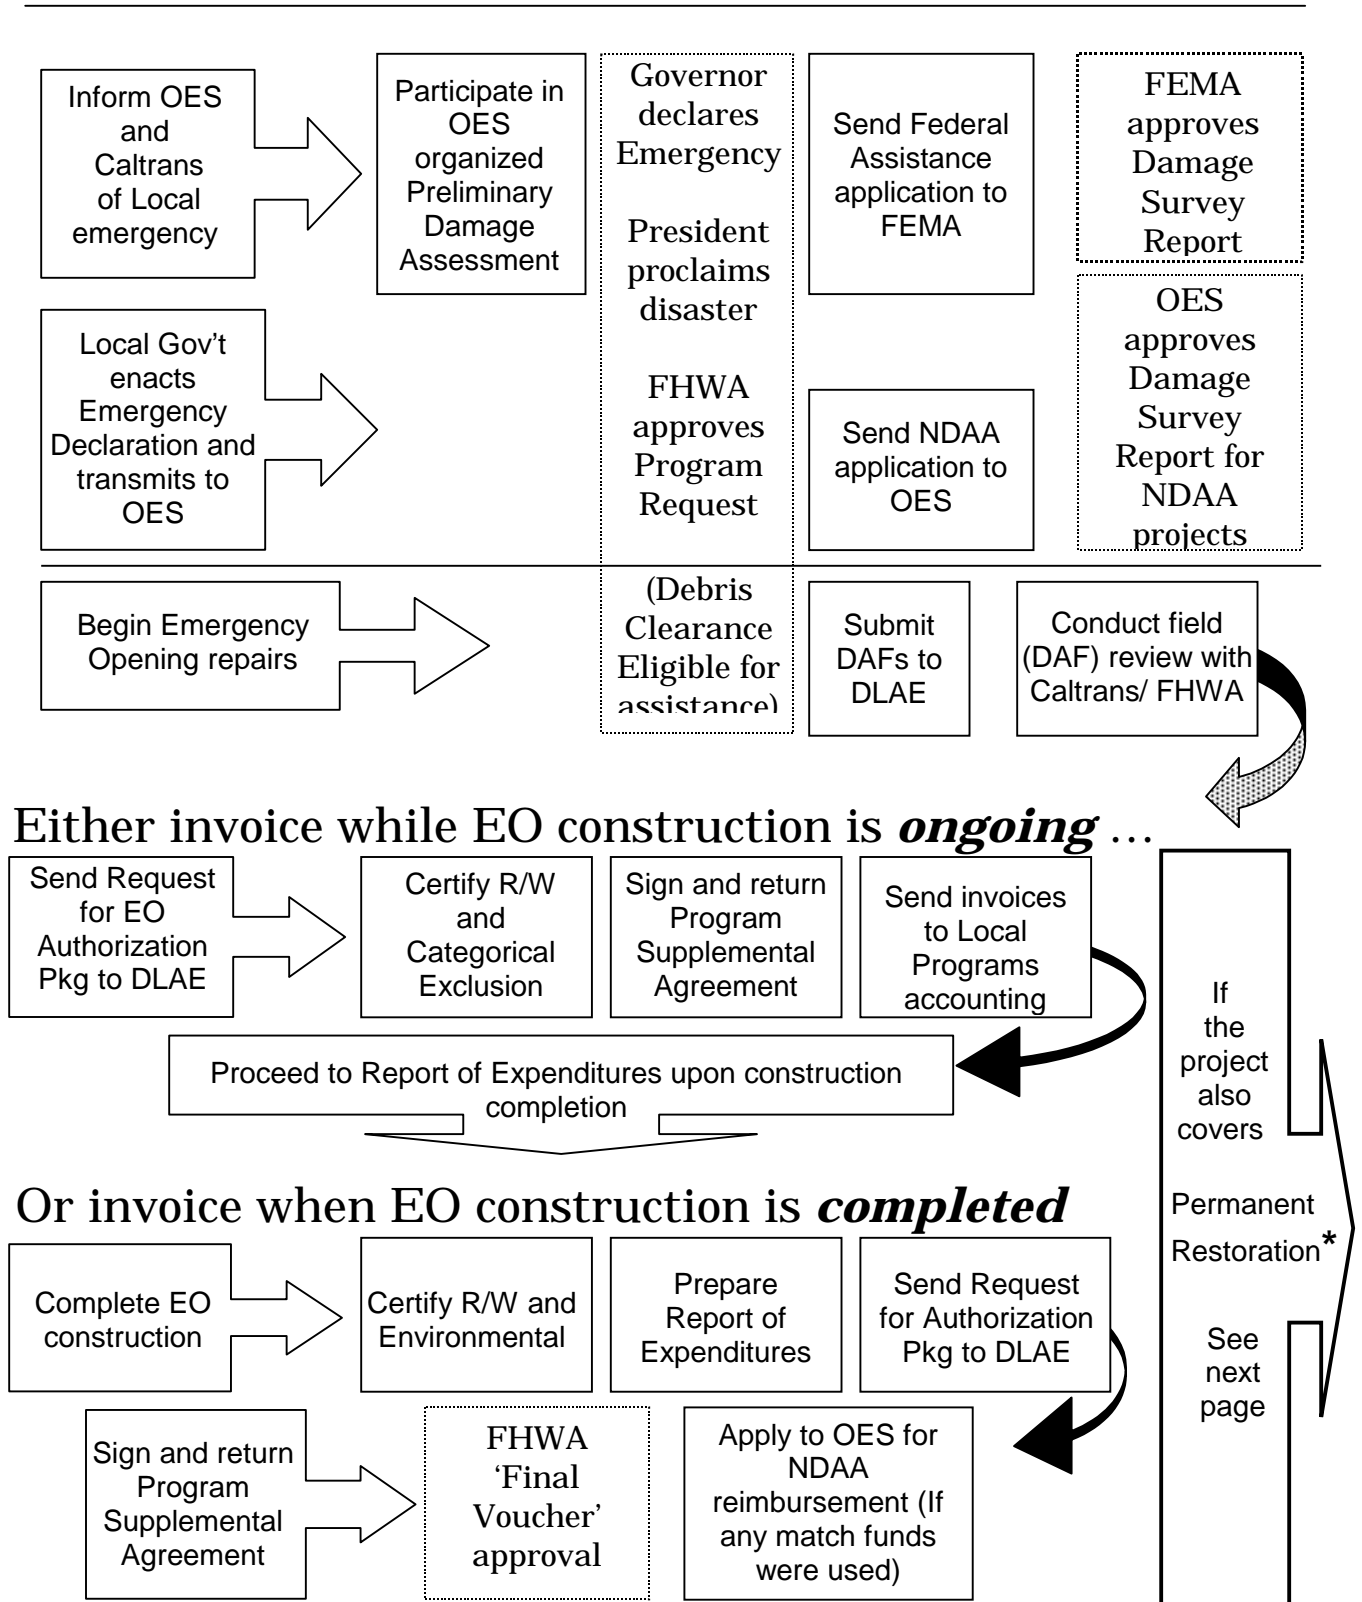 Inform OES
and
Caltrans
of Local
emergency
Participate in
OES
organized
Preliminary
Damage
Assessment
Governor
declares
Emergency
President
proclaims
disaster
FHWA
approves
Program
Request
(Debris
Clearance
Eligible for
assistance)
Send Federal
Assistance
application to
FEMA
FEMA
approves
Damage
Survey
Report
Local Gov’t
enacts
Emergency
Declaration and
transmits to
OES
Send NDAA
application to
OES
OES
approves
Damage
Survey
Report for
NDAA
projects
Begin Emergency
Opening repairs
Submit
DAFs to
DLAE
Conduct field
(DAF) review with
Caltrans/ FHWA
Either invoice while EO construction is ongoing …
Send Request
for EO
Authorization
Pkg to DLAE
Certify R/W
and
Categorical
Exclusion
Sign and return
Program
Supplemental
Agreement
Send invoices
to Local
Programs
accounting
Proceed to Report of Expenditures upon construction
completion
Or invoice when EO construction is completed
Complete EO
construction
Certify R/W and
Environmental
Prepare
Report of
Expenditures
Send Request
for Authorization
Pkg to DLAE
Sign and return
Program
Supplemental
Agreement
FHWA
‘Final
Voucher’
approval
Apply to OES for
NDAA
reimbursement (If
any match funds
were used)
If
the
project
also
covers
Permanent
Restoration*
See
next
page